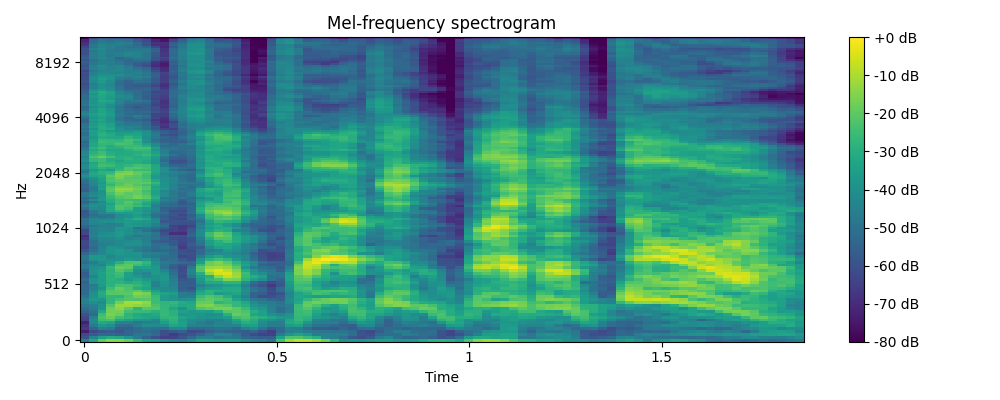 Mel-frequency spectrogram
+0 dB
-10 dB
-20 dB
-30 dB
-40 dB
-50 dB
-60 dB
-70 dB
-80 dB
8192
4096
2048
1024
512
0
Hz
0
0.5
1
1.5
Time